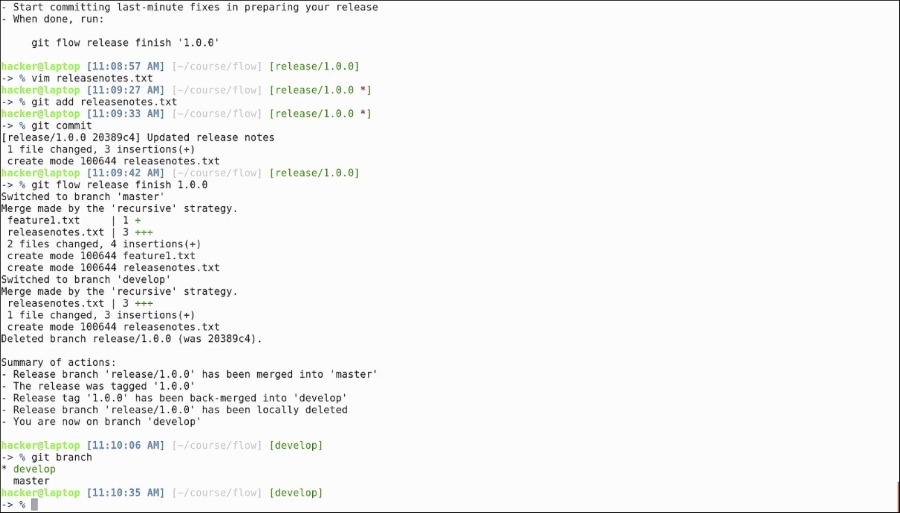 - Start committing last-minute fixes in preparing your release
- When done, run:
git flow release finish '1.0.0'
hacker@laptop [11:08:57 AM] [~/course/flow] [release/1.0.0]
-> % vim releasenotes.txt
hacker@laptop [11:09:27 AM] [~/course/flow] [release/1.0.0 *]
-> % git add releasenotes.txt
hacker@laptop [11:09:33 AM] [~/course/flow] [release/1.0.0 *]
-> % git commit
[release/1.0.0 20389c4] Updated release notes
1 file changed, 3 insertions(+)
create mode 100644 releasenotes.txt
hacker@laptop [11:09:42 AM] [~/course/flow] [release/1.0.0]
-> % git flow release finish 1.0.0
Switched to branch 'master'
Merge made by the 'recursive' strategy.
feature1.txt | 1 +
releasenotes.txt | 3 +++
2 files changed, 4 insertions(+)
create mode 100644 feature1.txt
create mode 100644 releasenotes.txt
Switched to branch 'develop'
Merge made by the 'recursive' strategy.
releasenotes.txt | 3 +++
1 file changed, 3 insertions(+)
create mode 100644 releasenotes.txt
Deleted branch release/1.0.0 (was 20389c4).
Summary of actions:
- Release branch 'release/1.0.0' has been merged into 'master'
- The release was tagged '1.0.0'
- Release tag '1.0.0' has been back-merged into 'develop'
- Release branch 'release/1.0.0' has been locally deleted
- You are now on branch 'develop'
hacker@laptop [11:10:06 AM] [~/course/flow] [develop]
-> % git branch
* develop
master
hacker@laptop [11:10:35 AM] [~/course/flow] [develop]
-> %